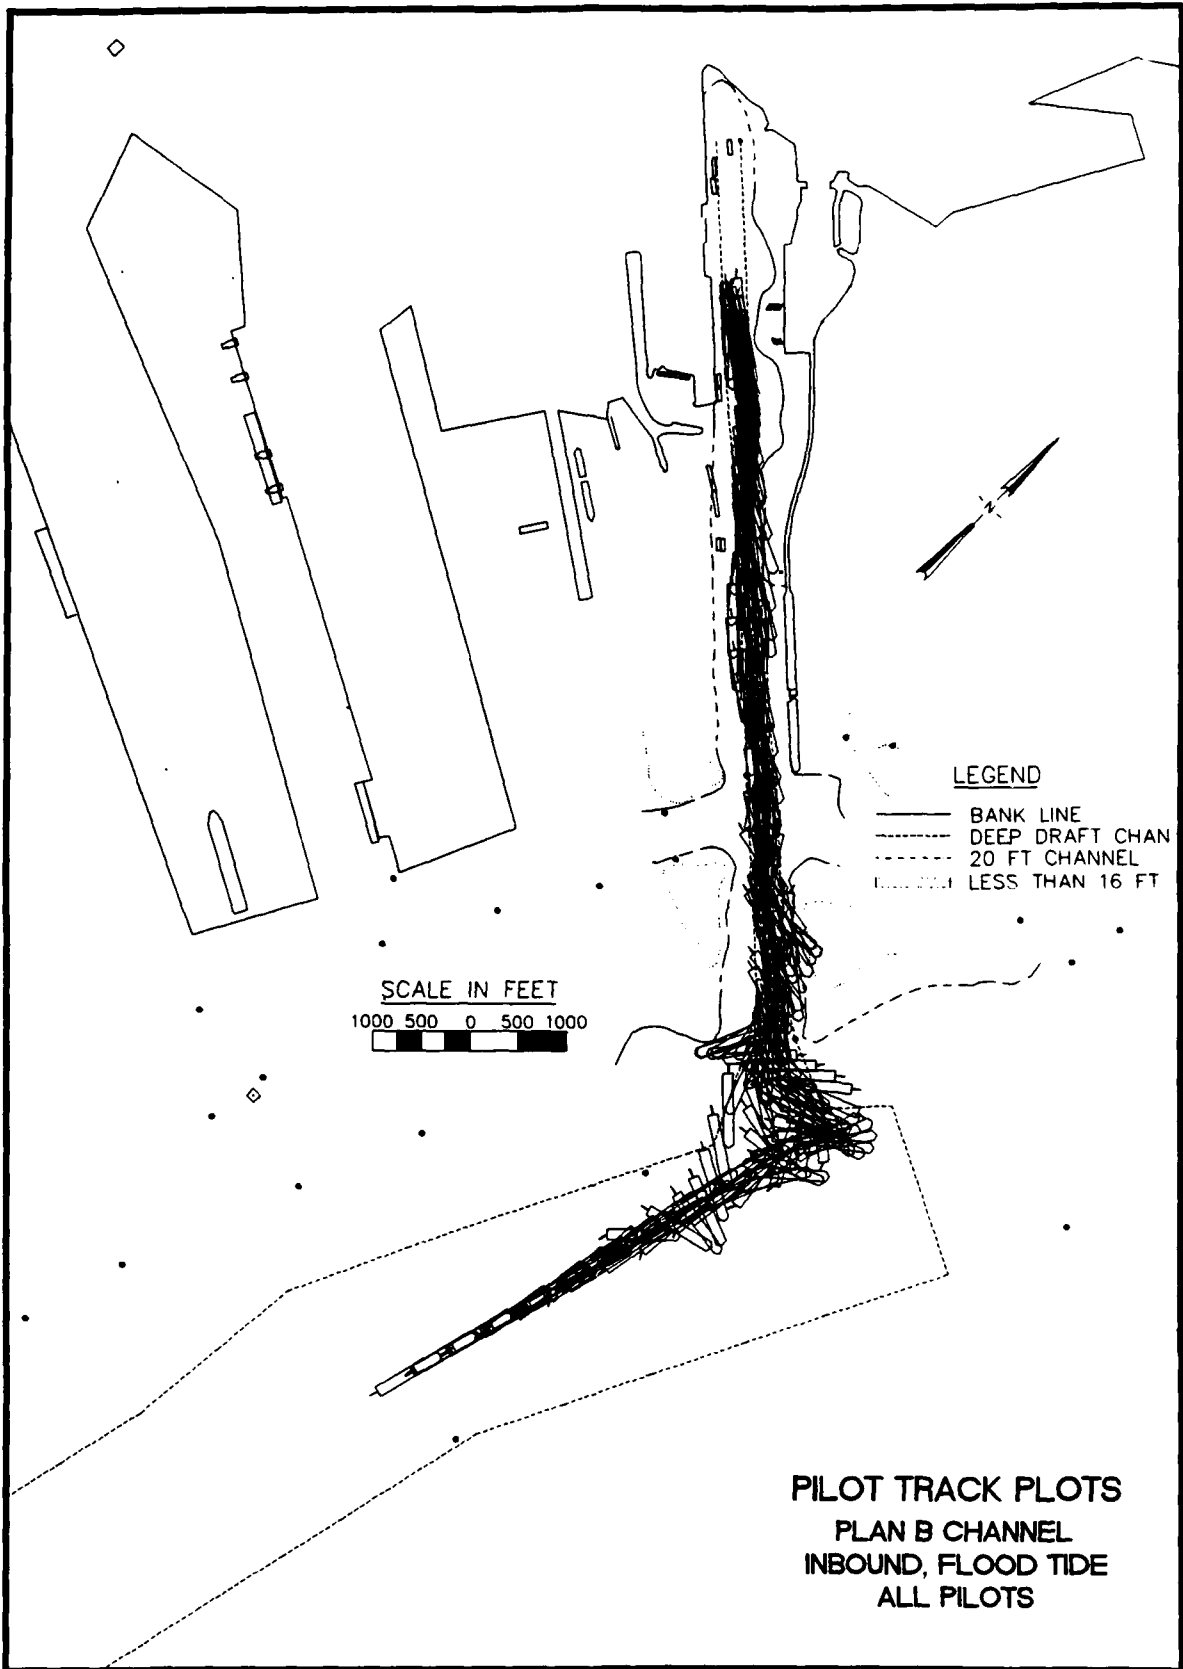 N
LEGEND
BANK LINE
DEEP DRAFT CHAN
20 FT CHANNEL
LESS THAN 16 FT
SCALE IN FEET
1000 500 0 500 1000
PILOT TRACK PLOTS
PLAN B CHANNEL
INBOUND, FLOOD TIDE
ALL PILOTS